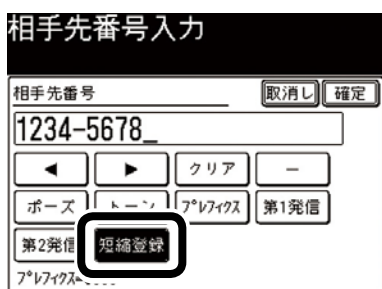 相手先番号入力
相手先番号 取消し 確定
1234-5678_
◀ ▶ クリア －
ポーズ トーン プレフィクス 第1発信
第2発信 短縮登録
プレフィクス=